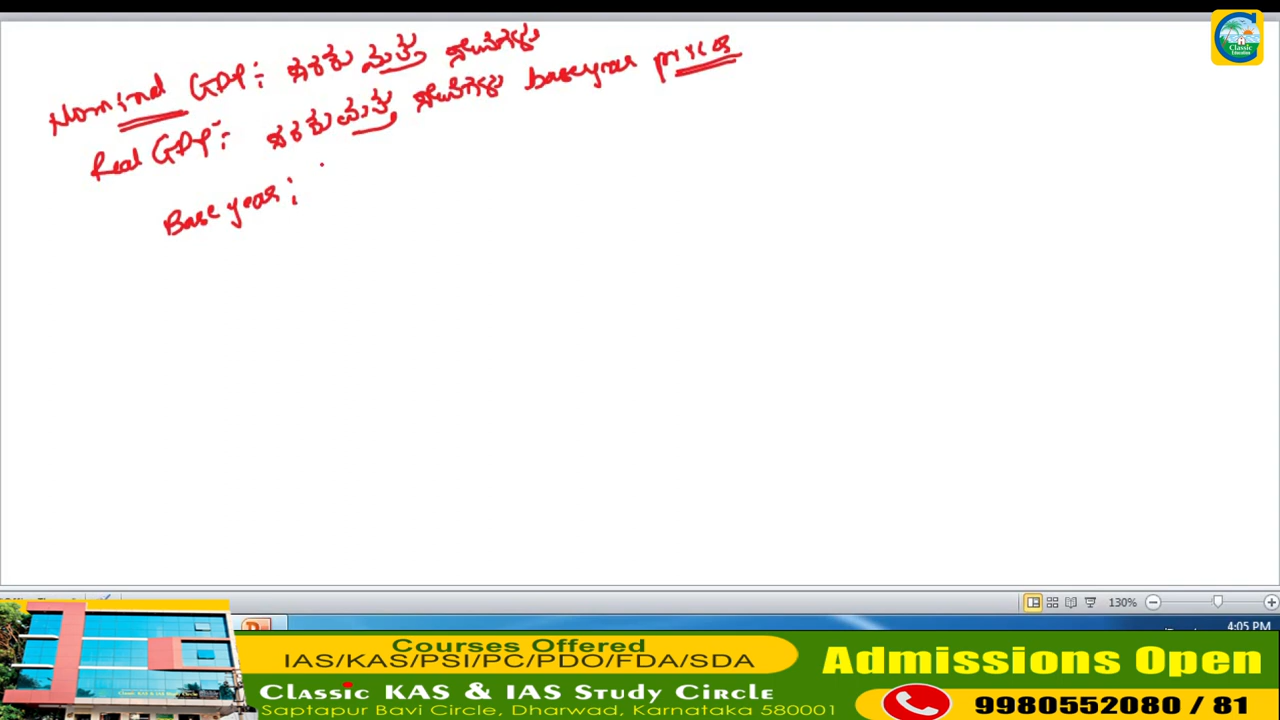 Nominal GDP: ಸರಕು ಮತ್ತು ಸೇವೆಗಳು
Real GDP: ಸರಕು ಮತ್ತು ಸೇವೆಗಳು base year prices
Base year:
Classic
Education
130%
4:05 PM
Courses Offered
IAS/KAS/PSI/PC/PDO/FDA/SDA
Classic KAS & IAS Study Circle
Saptapur Bavi Circle, Dharwad, Karnataka 580001
Admissions Open
9980552080 / 81